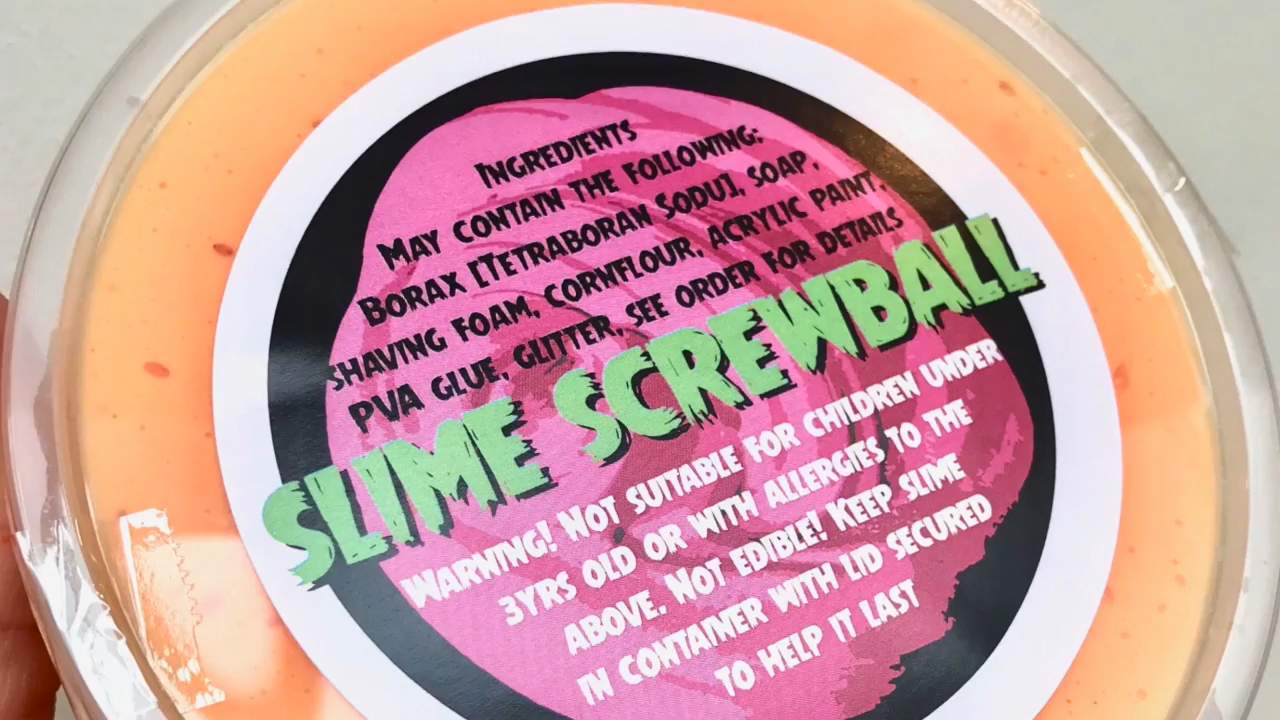 INGREDIENTS
MAY CONTAIN THE FOLLOWING:
BORAX [TETRABORAN SODU], SOAP,
SHAVING FOAM, CORNFLOUR, ACRYLIC PAINT,
PVA GLUE, GLITTER, SEE ORDER FOR DETAILS
SLIME SCREWBALL
WARNING! NOT SUITABLE FOR CHILDREN UNDER
3YRS OLD OR WITH ALLERGIES TO THE
ABOVE. NOT EDIBLE! KEEP SLIME
IN CONTAINER WITH LID SECURED
TO HELP IT LAST